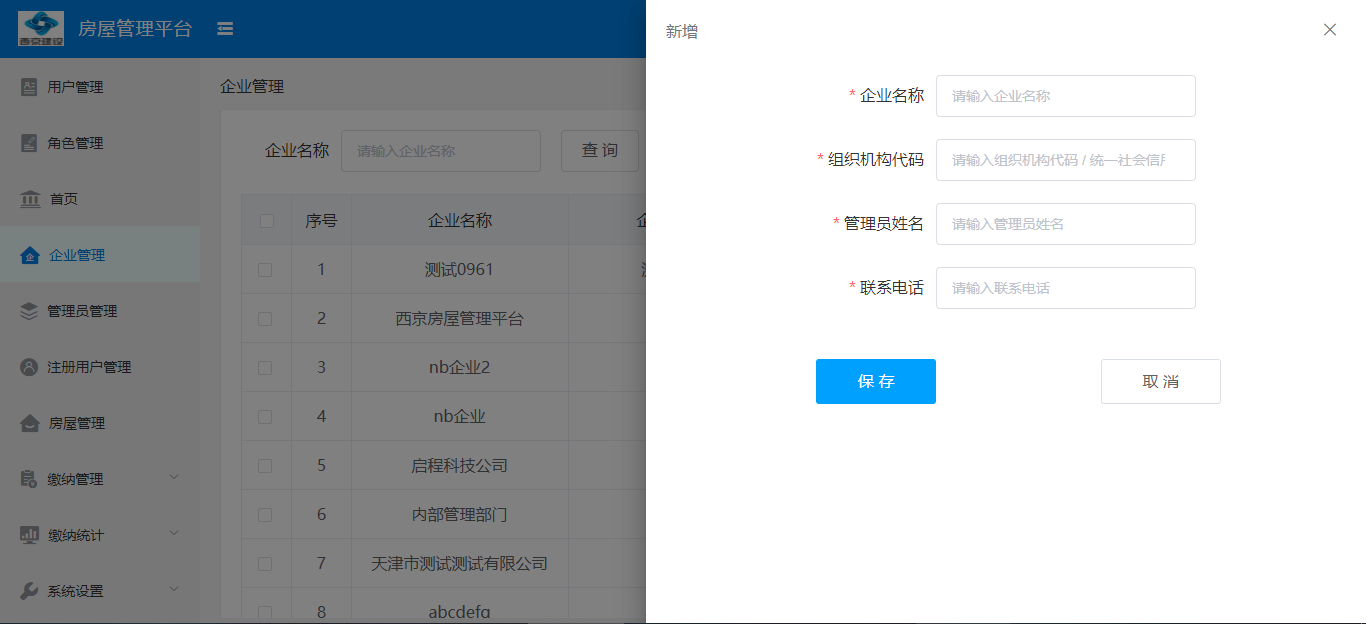 房屋管理平台
用户管理
角色管理
首页
企业管理
管理员管理
注册用户管理
房屋管理
缴纳管理
缴纳统计
系统设置
企业管理
企业名称 请输入企业名称 查 询
序号 企业名称
1 测试0961
2 西京房屋管理平台
3 nb企业2
4 nb企业
5 启程科技公司
6 内部管理部门
7 天津市测试测试有限公司
8 abcdefg
新增
* 企业名称 请输入企业名称
* 组织机构代码 请输入组织机构代码 / 统一社会信
* 管理员姓名 请输入管理员姓名
* 联系电话 请输入联系电话
保 存 取 消